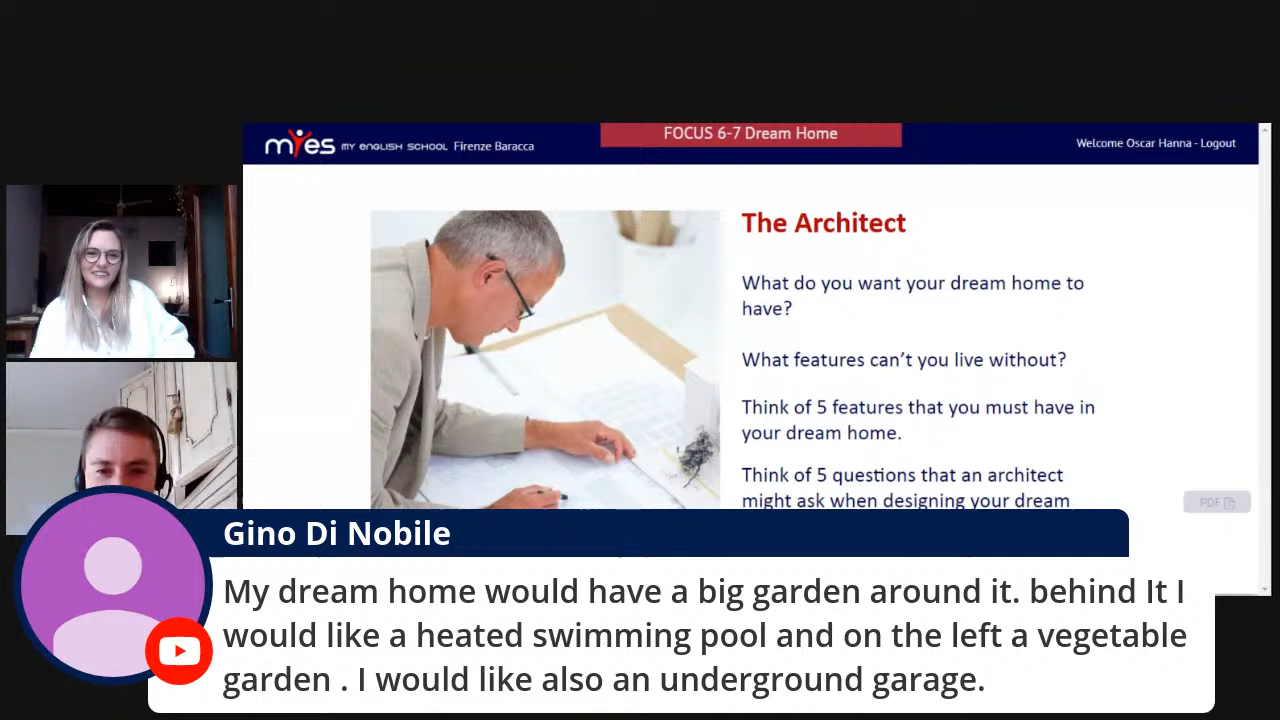 FOCUS 6-7 Dream Home
myes MY ENGLISH SCHOOL Firenze Baracca
Welcome Oscar Hanna - Logout
The Architect
What do you want your dream home to
have?
What features can't you live without?
Think of 5 features that you must have in
your dream home.
Think of 5 questions that an architect
might ask when designing your dream
PDF
Gino Di Nobile
My dream home would have a big garden around it. behind It I
would like a heated swimming pool and on the left a vegetable
garden . I would like also an underground garage.